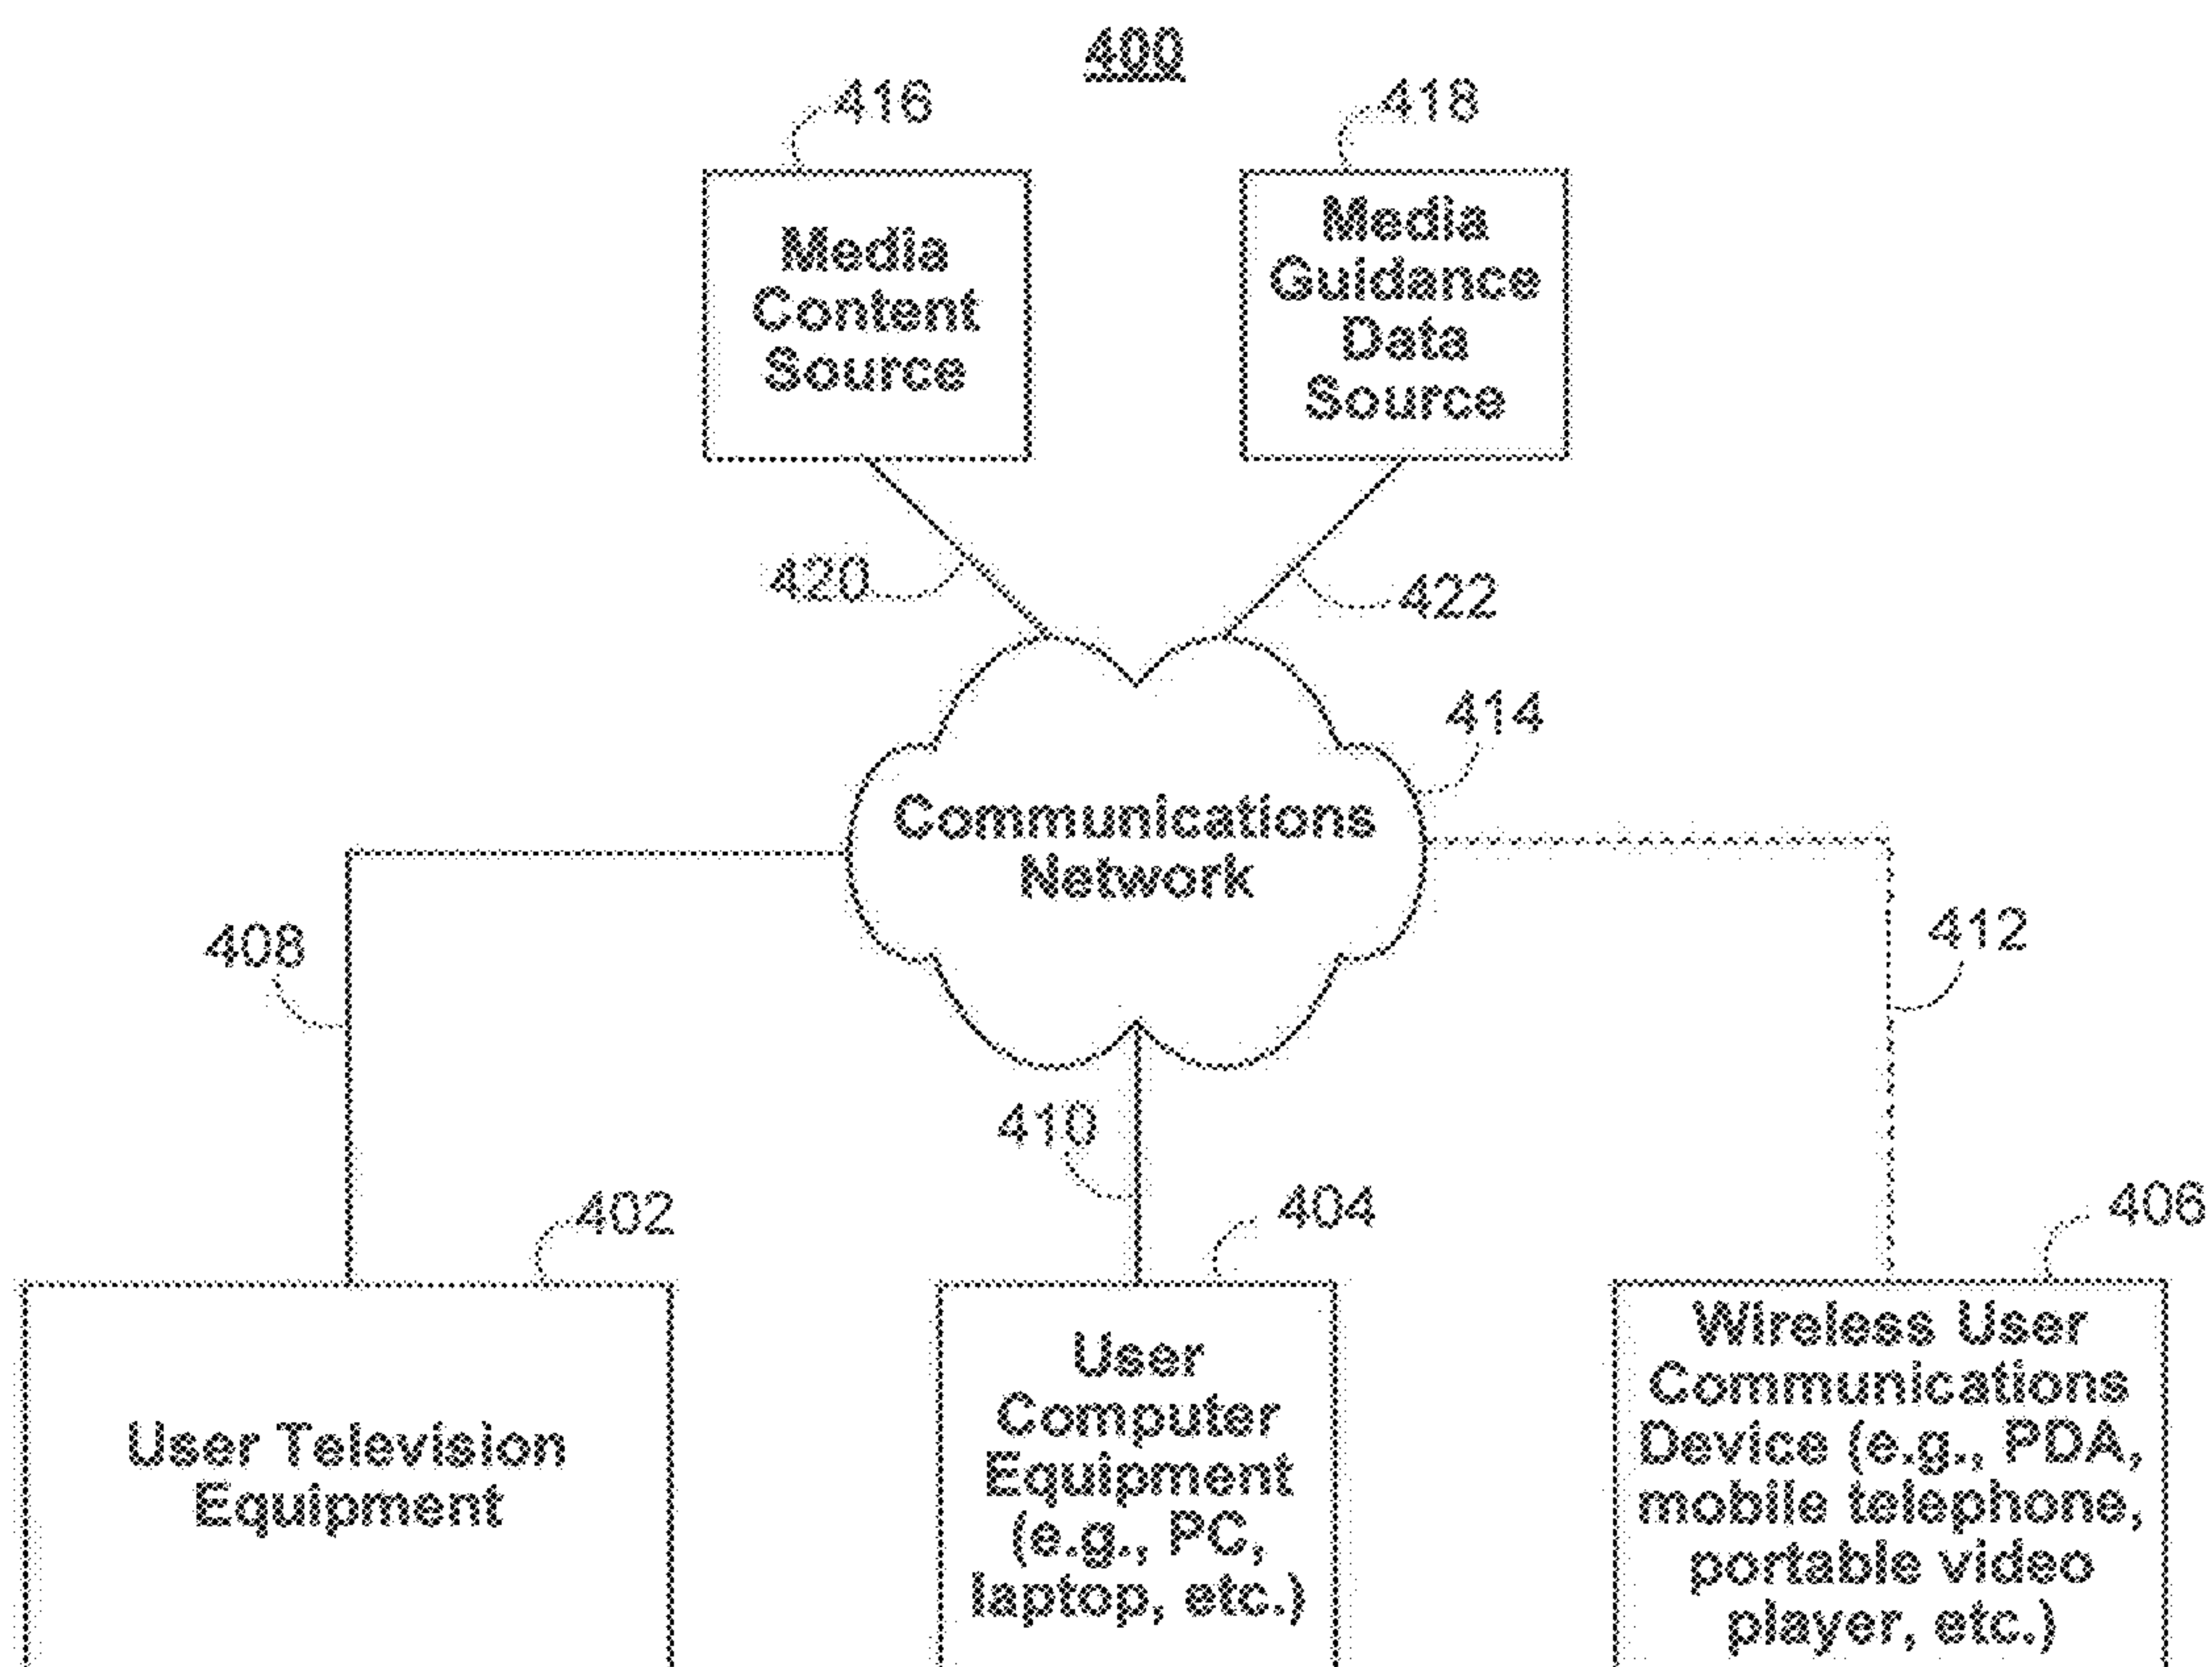 400
416
418
Media
Content
Source
Media
Guidance
Data
Source
420
422
414
Communications
Network
408
412
410
402
404
406
User Television
Equipment
User
Computer
Equipment
(e.g., PC,
laptop, etc.)
Wireless User
Communications
Device (e.g., PDA,
mobile telephone,
portable video
player, etc.)